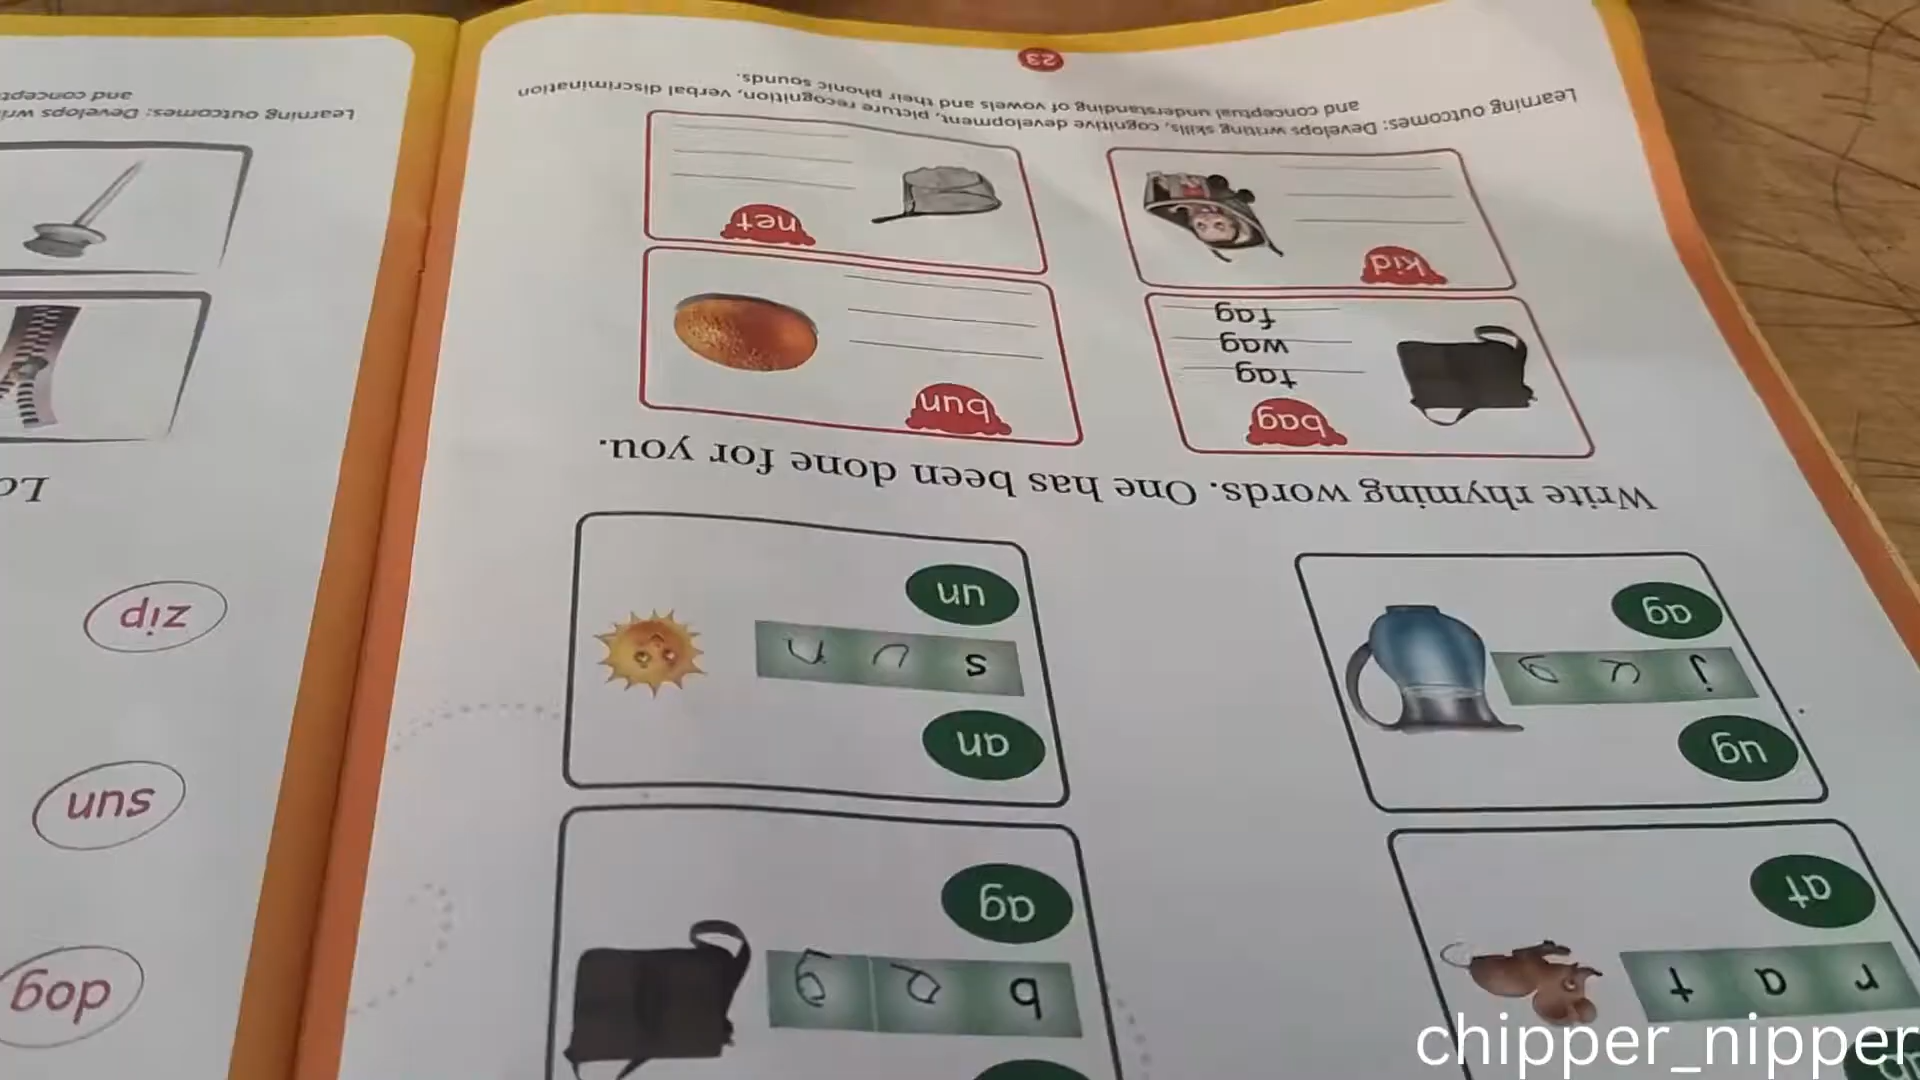 r a t
at
b a g
ag
ug
j u g
ag
an
s u n
un
Write rhyming words. One has been done for you.
bag
tag
wag
fag
bun
kid
net
Learning outcomes: Develops writing skills, cognitive development, picture recognition, verbal discrimination
and conceptual understanding of vowels and their phonic sounds.
23
dog
sun
zip
Learning outcomes: Develops
and
chipper_nipper